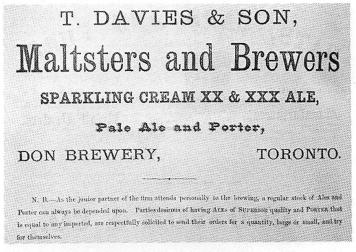 T. DAVIES & SON,
Maltsters and Brewers
SPARKLING CREAM XX & XXX ALE,
Pale Ale and Porter,
DON BREWERY, TORONTO.
N. B.—As the junior partner of the firm attends personally to the brewing, a regular stock of ALES and
Porter can always be depended upon. Parties desirous of having ALES of SUPERIOR quality and PORTER that
is equal to any imported, are respectfully solicited to send their orders for a quantity, large or small, and try
for themselves.